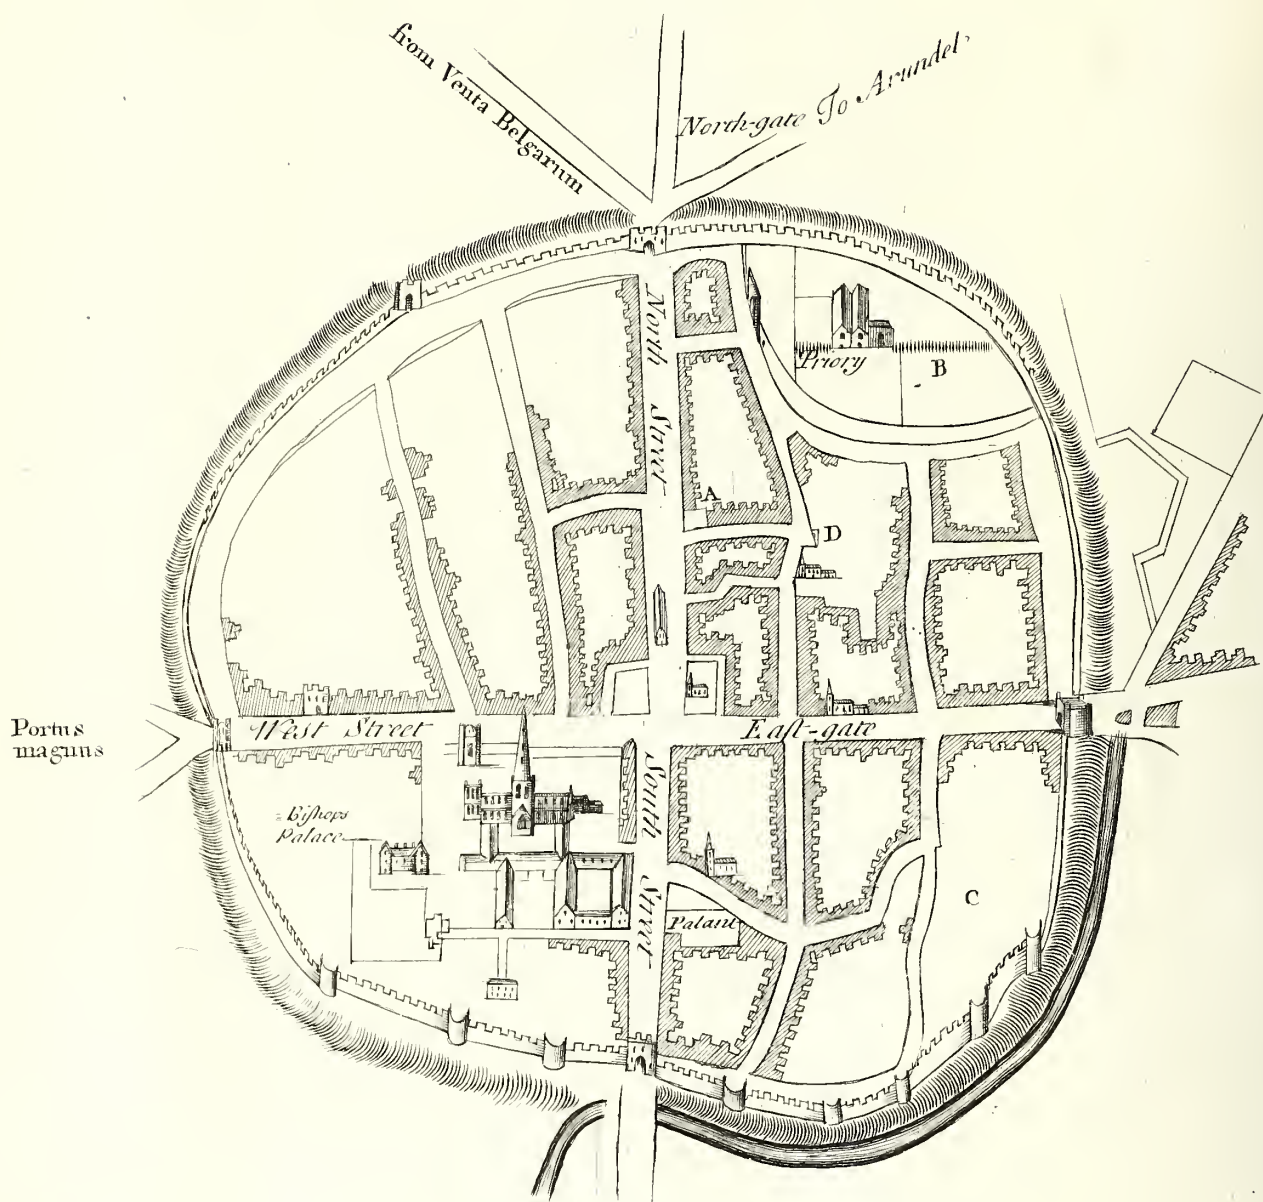 from Venta Belgarum
North-gate To Arundel
North Street
Priory
B
A
D
Portus
magnus
West Street
East-gate
South Street
Bishops
Palace
C
Palant